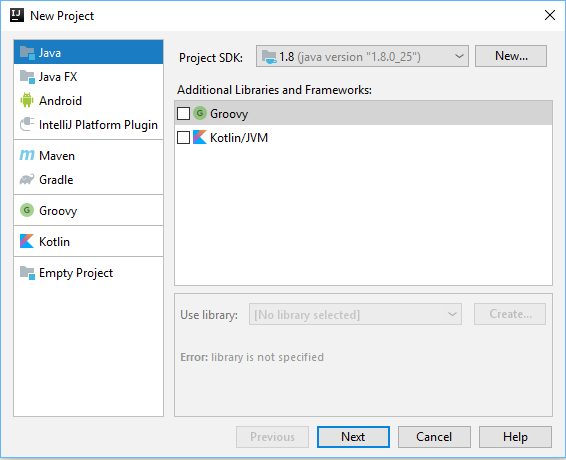 New Project
Java
Java FX
Android
IntelliJ Platform Plugin
Maven
Gradle
Groovy
Kotlin
Empty Project
Project SDK: 1.8 (java version "1.8.0_25") New...
Additional Libraries and Frameworks:
Groovy
Kotlin/JVM
Use library: [No library selected] Create...
Error: library is not specified
Previous Next Cancel Help